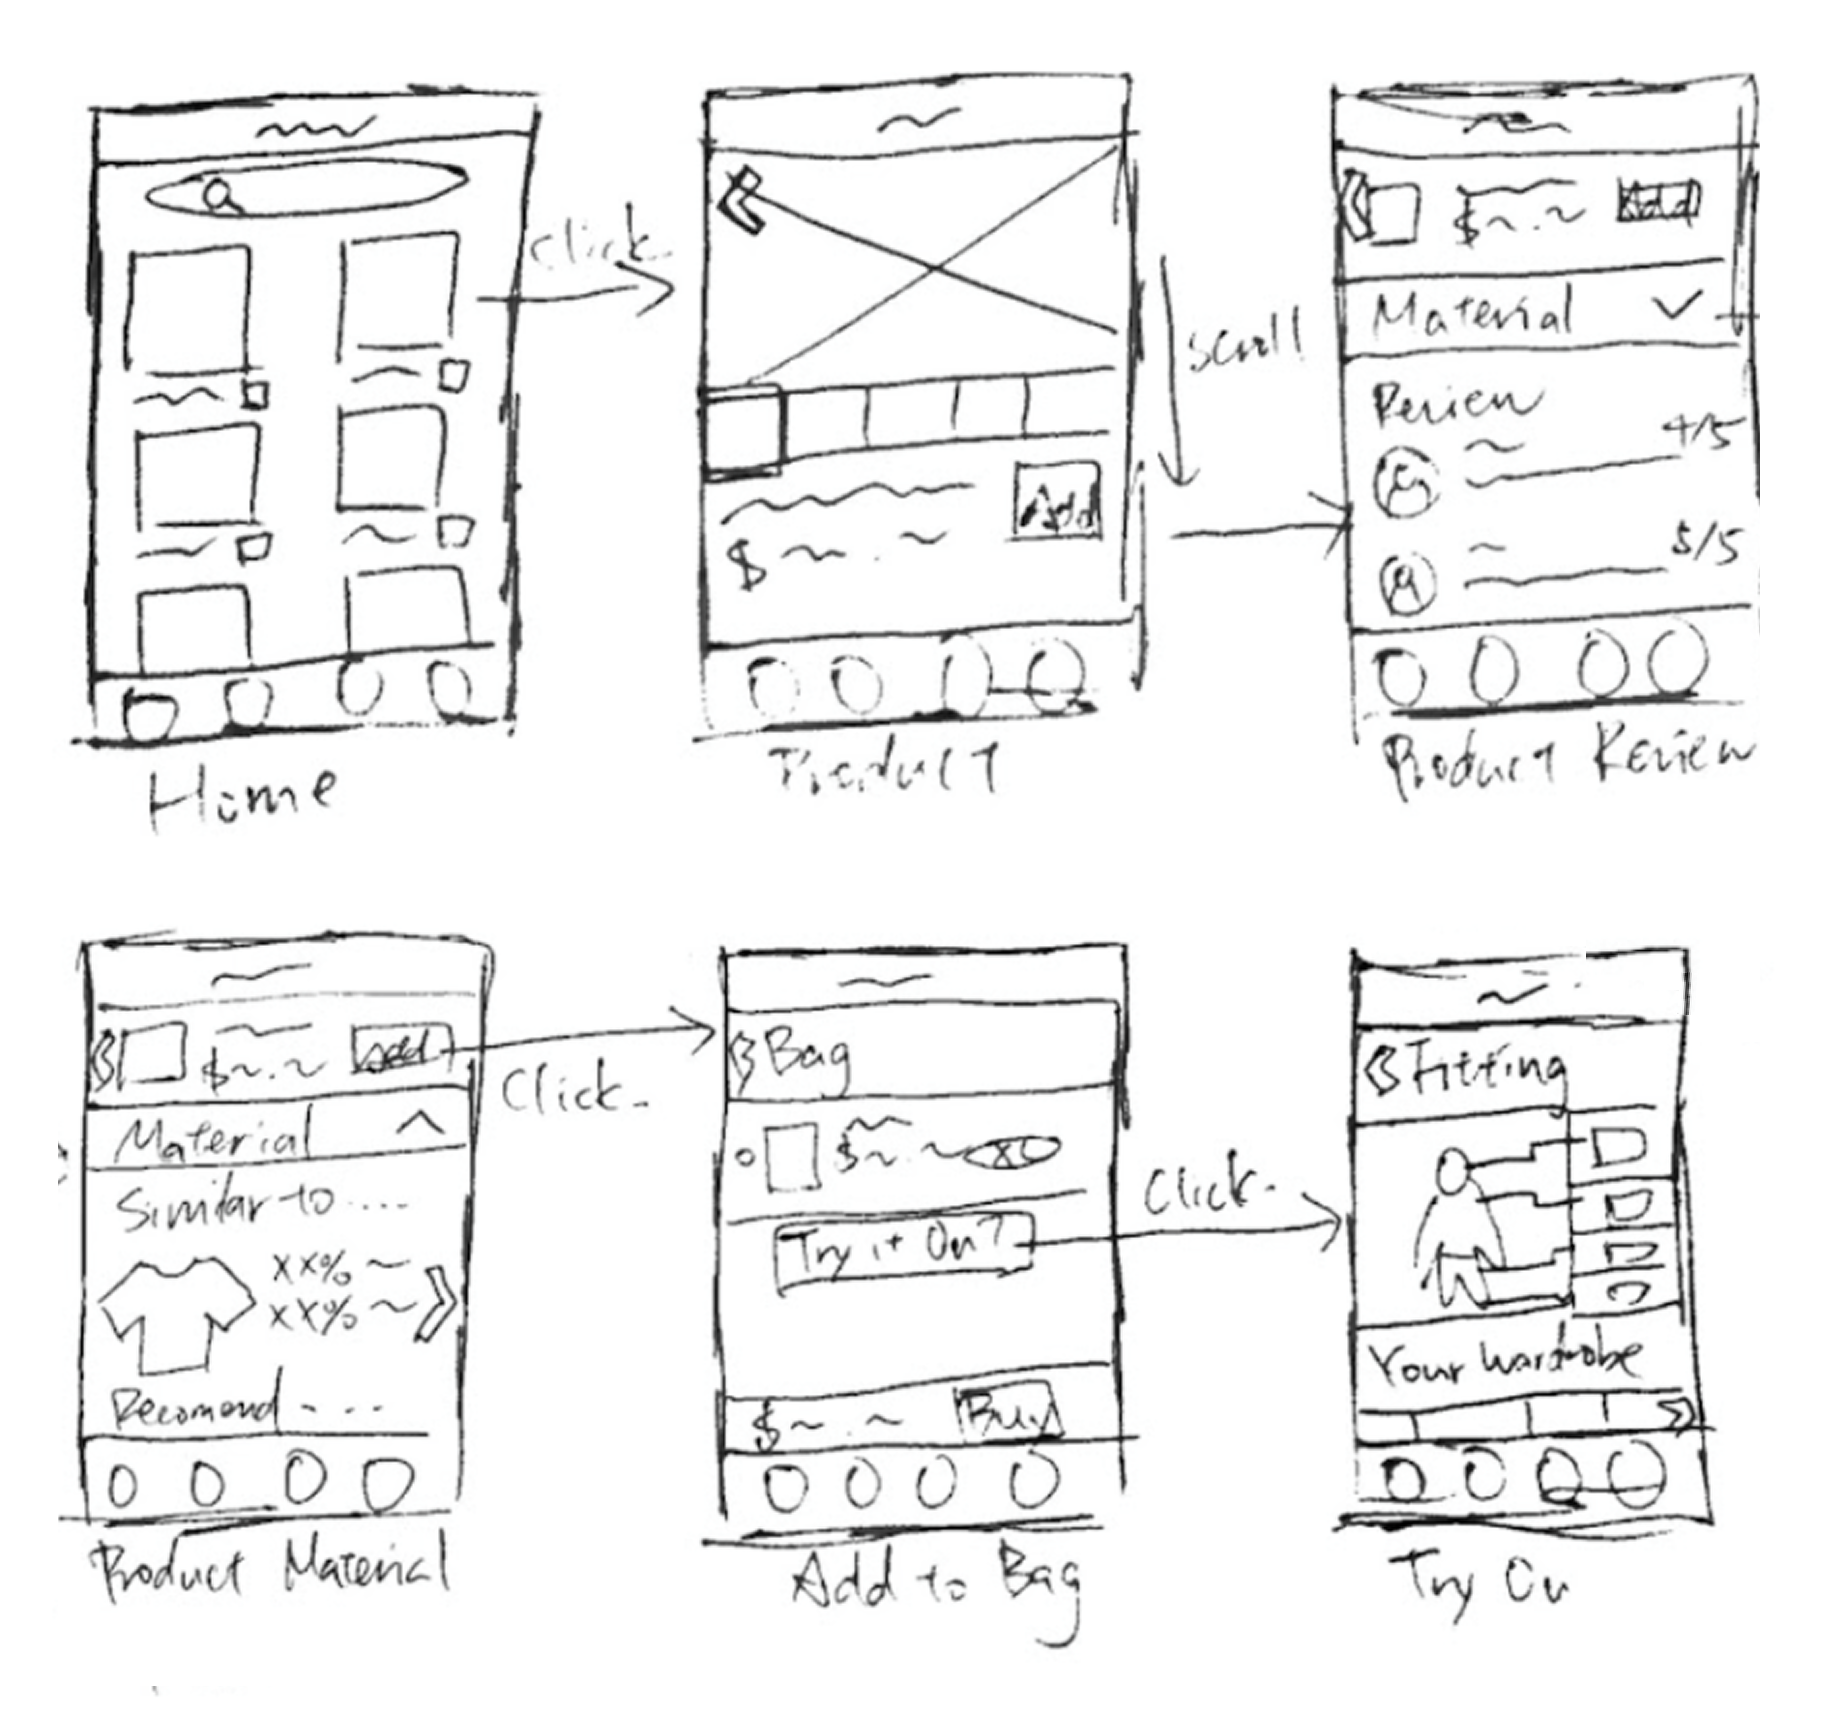 Click.
Home
scroll
Add
$ ~ . ~
Product
$ ~ . ~ Add
Material
Review
4/5
5/5
Product Review
$ ~ . ~ Add
Material
Similar to ....
XX% ~
XX% ~
Recomend - - -
Product Material
Click.
Bag
$ ~ . ~
Try it On?
$ ~ . ~ Buy
Add to Bag
Click.
Fitting
Your wardrobe
Try On